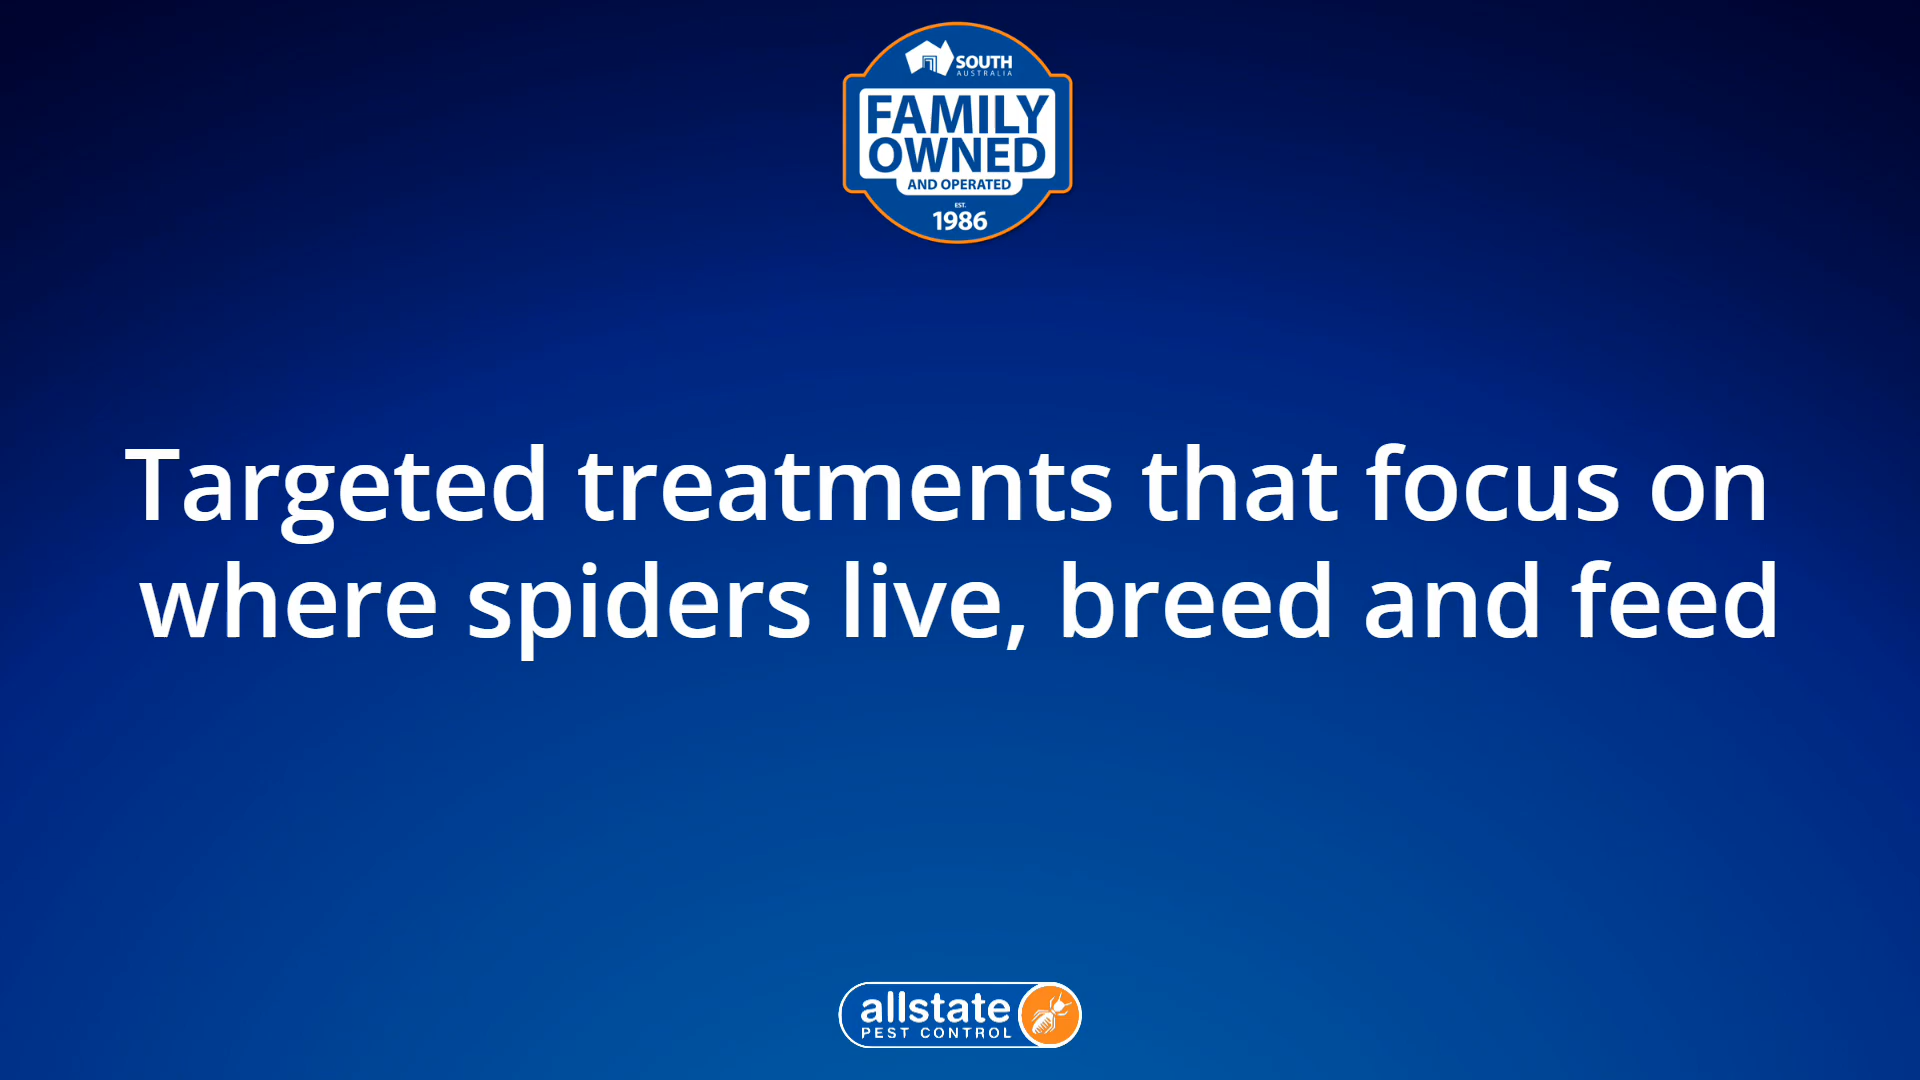 SOUTH
AUSTRALIA
FAMILY
OWNED
AND OPERATED
EST.
1986
Targeted treatments that focus on
where spiders live, breed and feed
allstate
PEST CONTROL